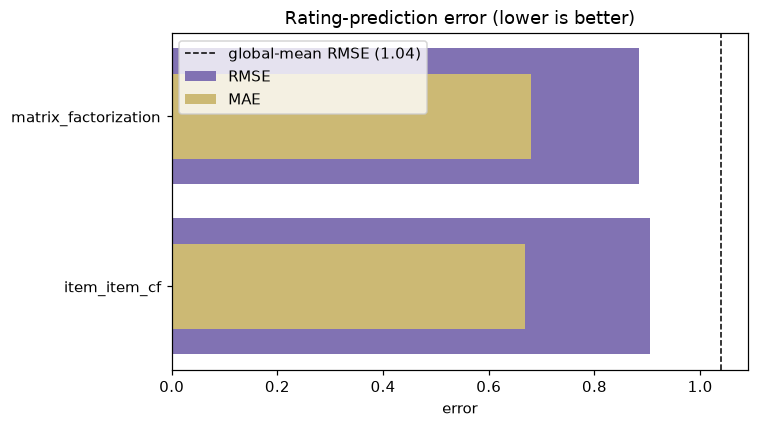 Rating-prediction error (lower is better)
global-mean RMSE (1.04)
RMSE
MAE
matrix_factorization
item_item_cf
0.0 0.2 0.4 0.6 0.8 1.0
error